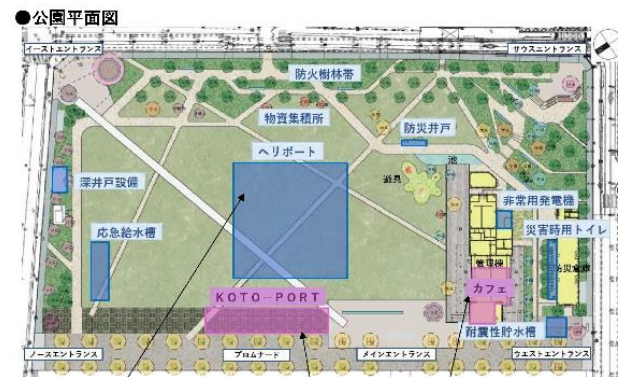 ●公園平面図
イーストエントランス
サウスエントランス
防火樹林帯
物資集積所
防災井戸
ヘリポート
池
遊具
深井戸設備
非常用発電機
応急給水槽
災害時用トイレ
管理棟
防災倉庫
KOTO-PORT
カフェ
耐震性貯水槽
ノースエントランス
プロムナード
メインエントランス
ウエストエントランス